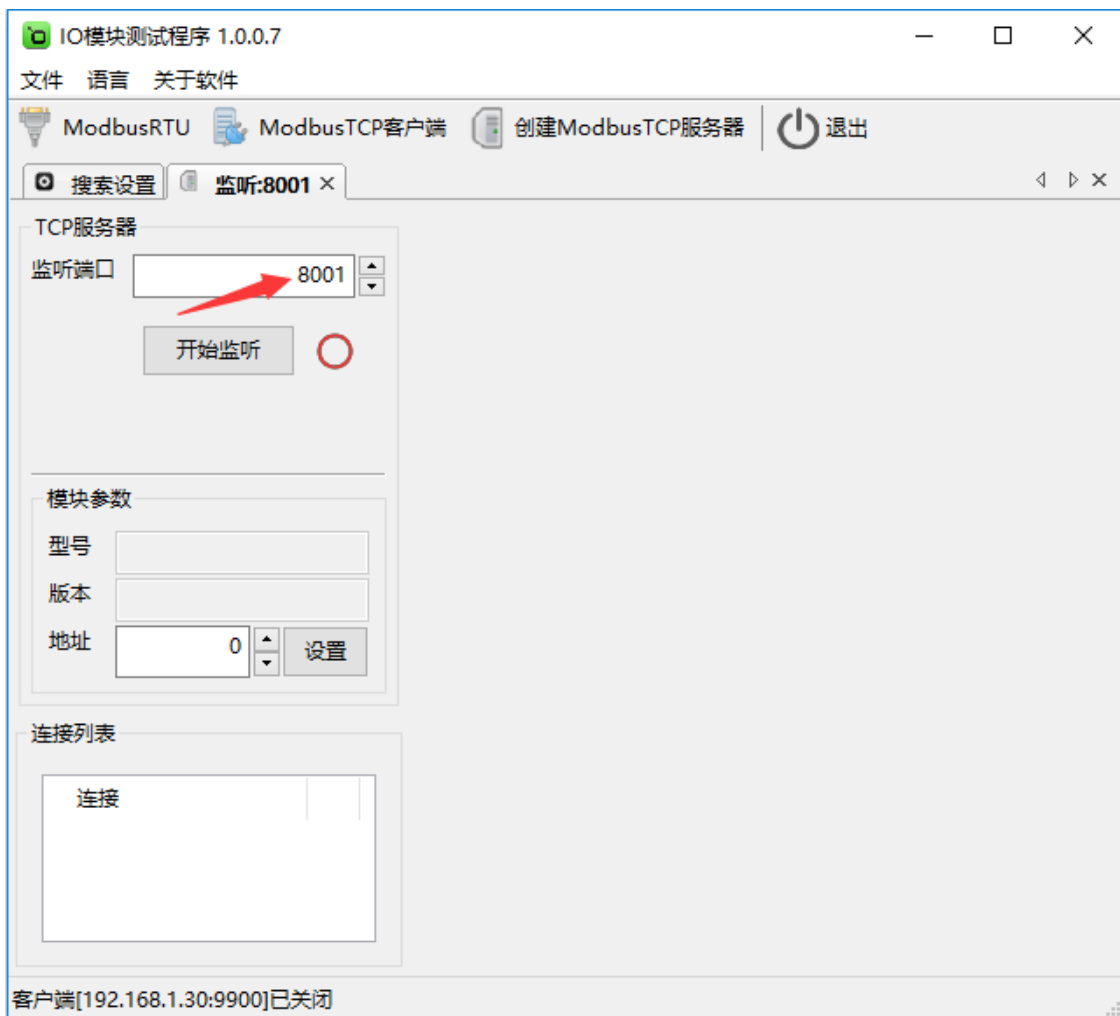 IO模块测试程序 1.0.0.7
文件 语言 关于软件
ModbusRTU ModbusTCP客户端 创建ModbusTCP服务器 退出
搜索设置 监听:8001
TCP服务器
监听端口 8001
开始监听
模块参数
型号
版本
地址 0 设置
连接列表
连接
客户端[192.168.1.30:9900]已关闭